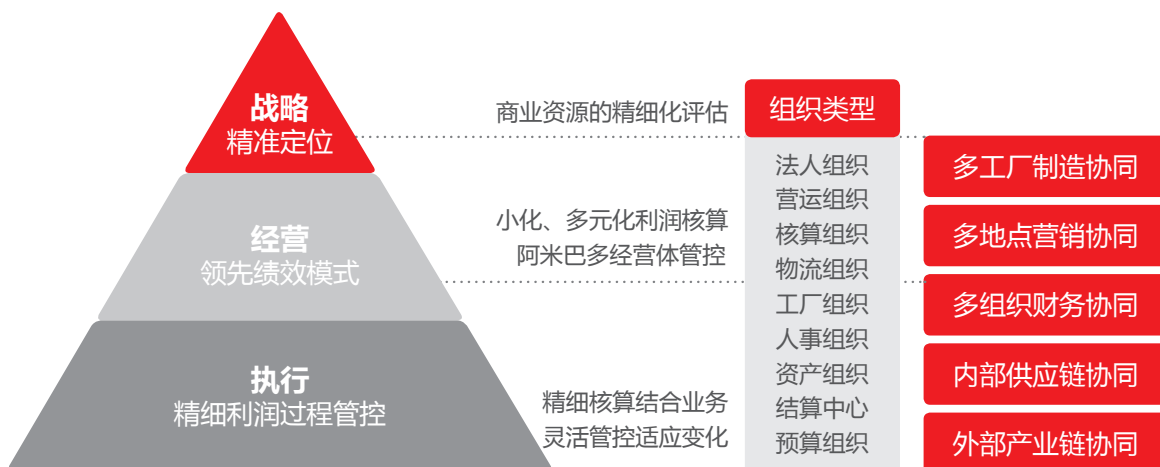 战略
精准定位
经营
领先绩效模式
执行
精细利润过程管控
商业资源的精细化评估
小化、多元化利润核算
阿米巴多经营体管控
精细核算结合业务
灵活管控适应变化
组织类型
法人组织
营运组织
核算组织
物流组织
工厂组织
人事组织
资产组织
结算中心
预算组织
多工厂制造协同
多地点营销协同
多组织财务协同
内部供应链协同
外部产业链协同